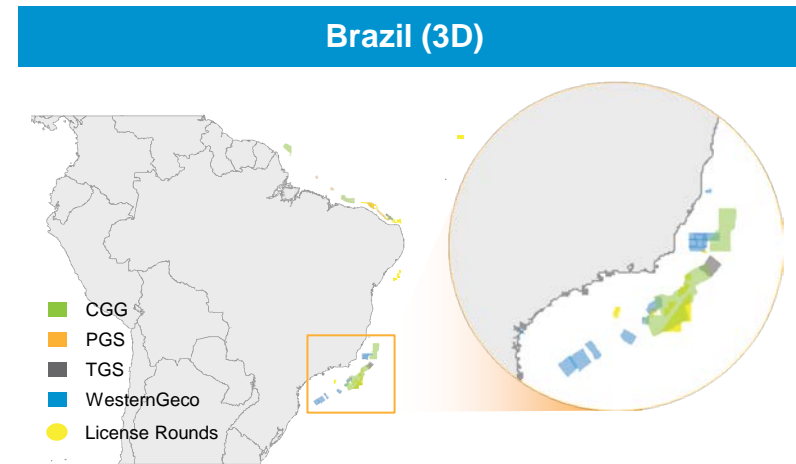 Brazil (3D)
CGG
PGS
TGS
WesternGeco
License Rounds